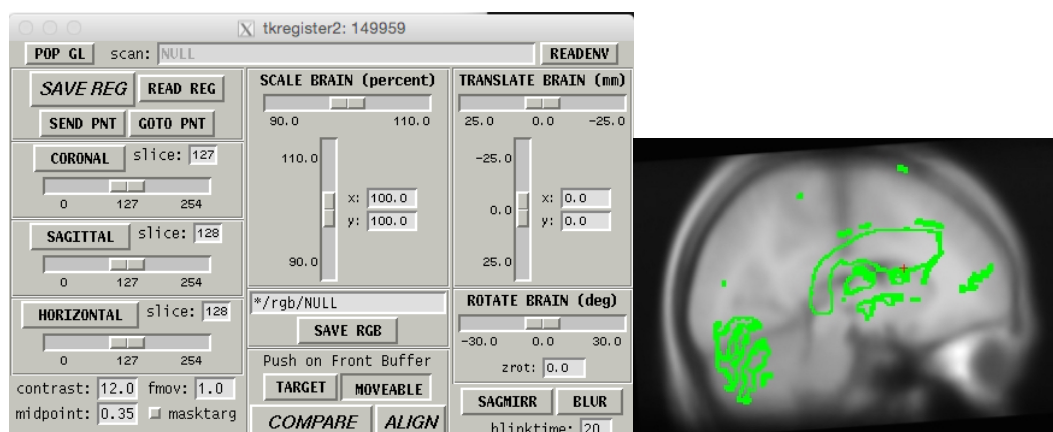 tkregister2: 149959
POP GL scan: NULL READENV
SAVE REG READ REG
SEND PNT GOTO PNT
CORONAL slice: 127
0 127 254
SAGITTAL slice: 128
0 127 254
HORIZONTAL slice: 128
0 127 254
contrast: 12.0 fmov: 1.0
midpoint: 0.35 masktarg
SCALE BRAIN (percent)
90.0 110.0
110.0
x: 100.0
y: 100.0
90.0
*/rgb/NULL
SAVE RGB
Push on Front Buffer
TARGET MOVEABLE
COMPARE ALIGN
TRANSLATE BRAIN (mm)
25.0 0.0 -25.0
-25.0
x: 0.0
0.0
y: 0.0
25.0
ROTATE BRAIN (deg)
-30.0 0.0 30.0
zrot: 0.0
SAGMIRR BLUR
blinktime: 20